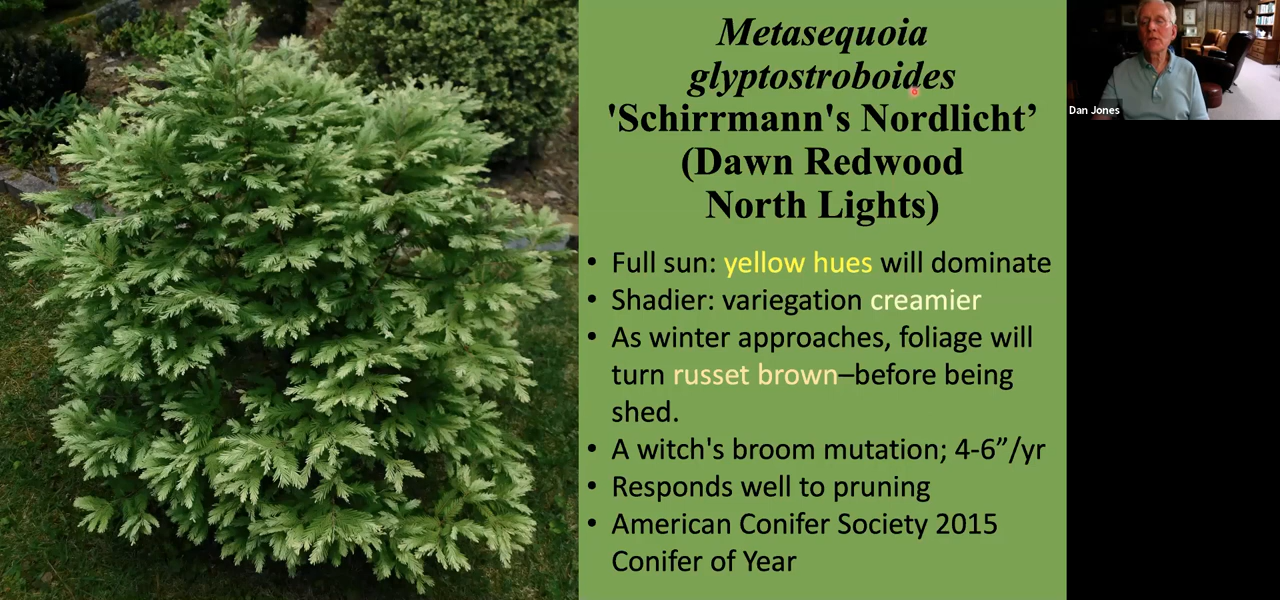 Metasequoia
glyptostroboides
'Schirrmann's Nordlicht’
(Dawn Redwood
North Lights)
• Full sun: yellow hues will dominate
• Shadier: variegation creamier
• As winter approaches, foliage will
turn russet brown–before being
shed.
• A witch's broom mutation; 4-6”/yr
• Responds well to pruning
• American Conifer Society 2015
Conifer of Year
Dan Jones